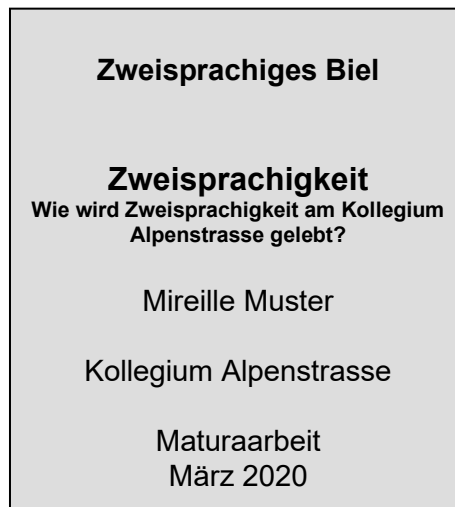 Zweisprachiges Biel
Zweisprachigkeit
Wie wird Zweisprachigkeit am Kollegium
Alpenstrasse gelebt?
Mireille Muster
Kollegium Alpenstrasse
Maturaarbeit
März 2020